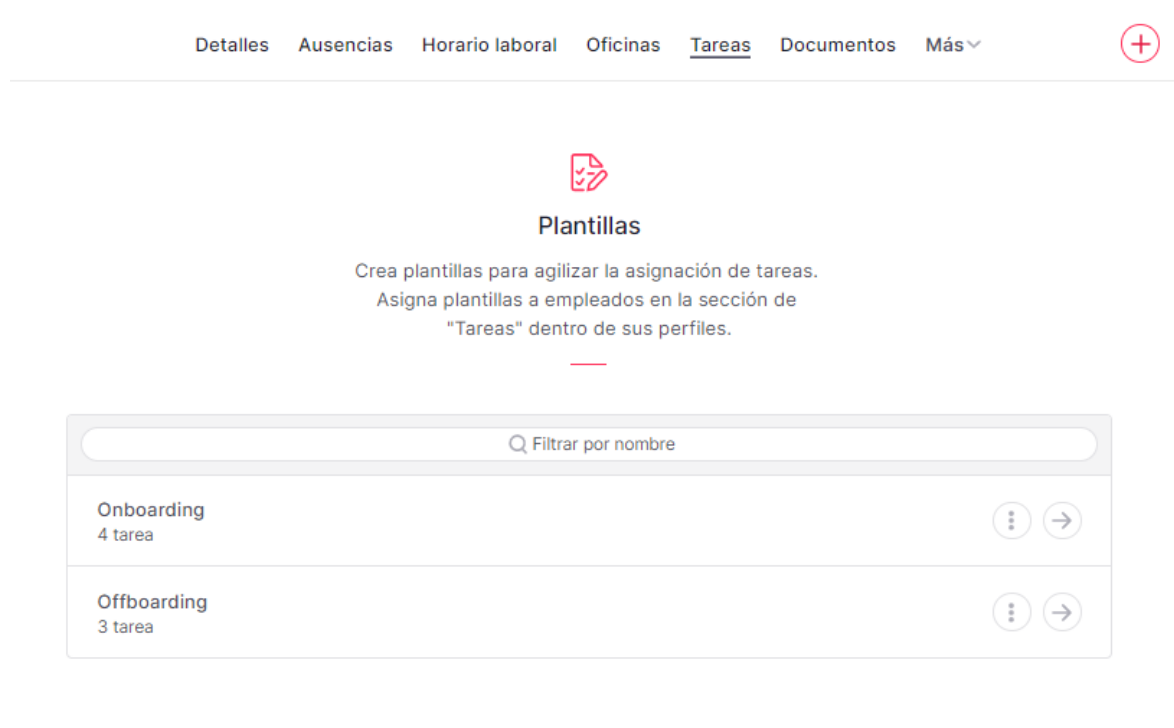 Detalles Ausencias Horario laboral Oficinas Tareas Documentos Más
Plantillas
Crea plantillas para agilizar la asignación de tareas.
Asigna plantillas a empleados en la sección de
"Tareas" dentro de sus perfiles.
Filtrar por nombre
Onboarding
4 tarea
Offboarding
3 tarea